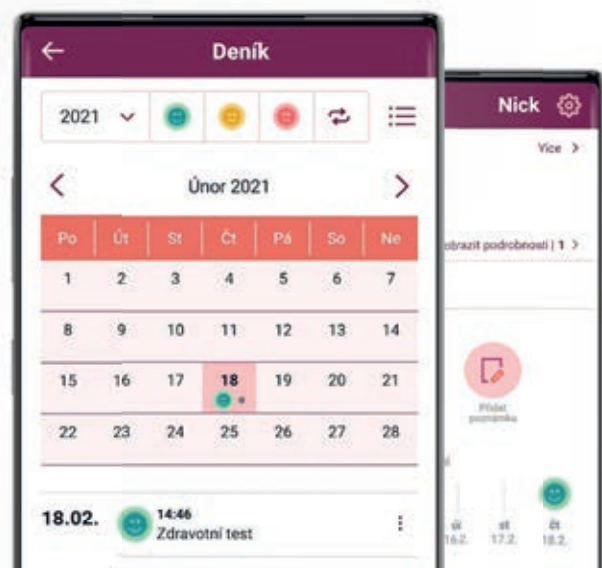 Deník
2021
Únor 2021
Po Út St Čt Pá So Ne
1 2 3 4 5 6 7
8 9 10 11 12 13 14
15 16 17 18 19 20 21
22 23 24 25 26 27 28
18.02. 14:46
Zdravotní test
Nick
Více >
obrazit podrobnosti | 1 >
Přidat
poznámku
út st čt
16.2. 17.2. 18.2.